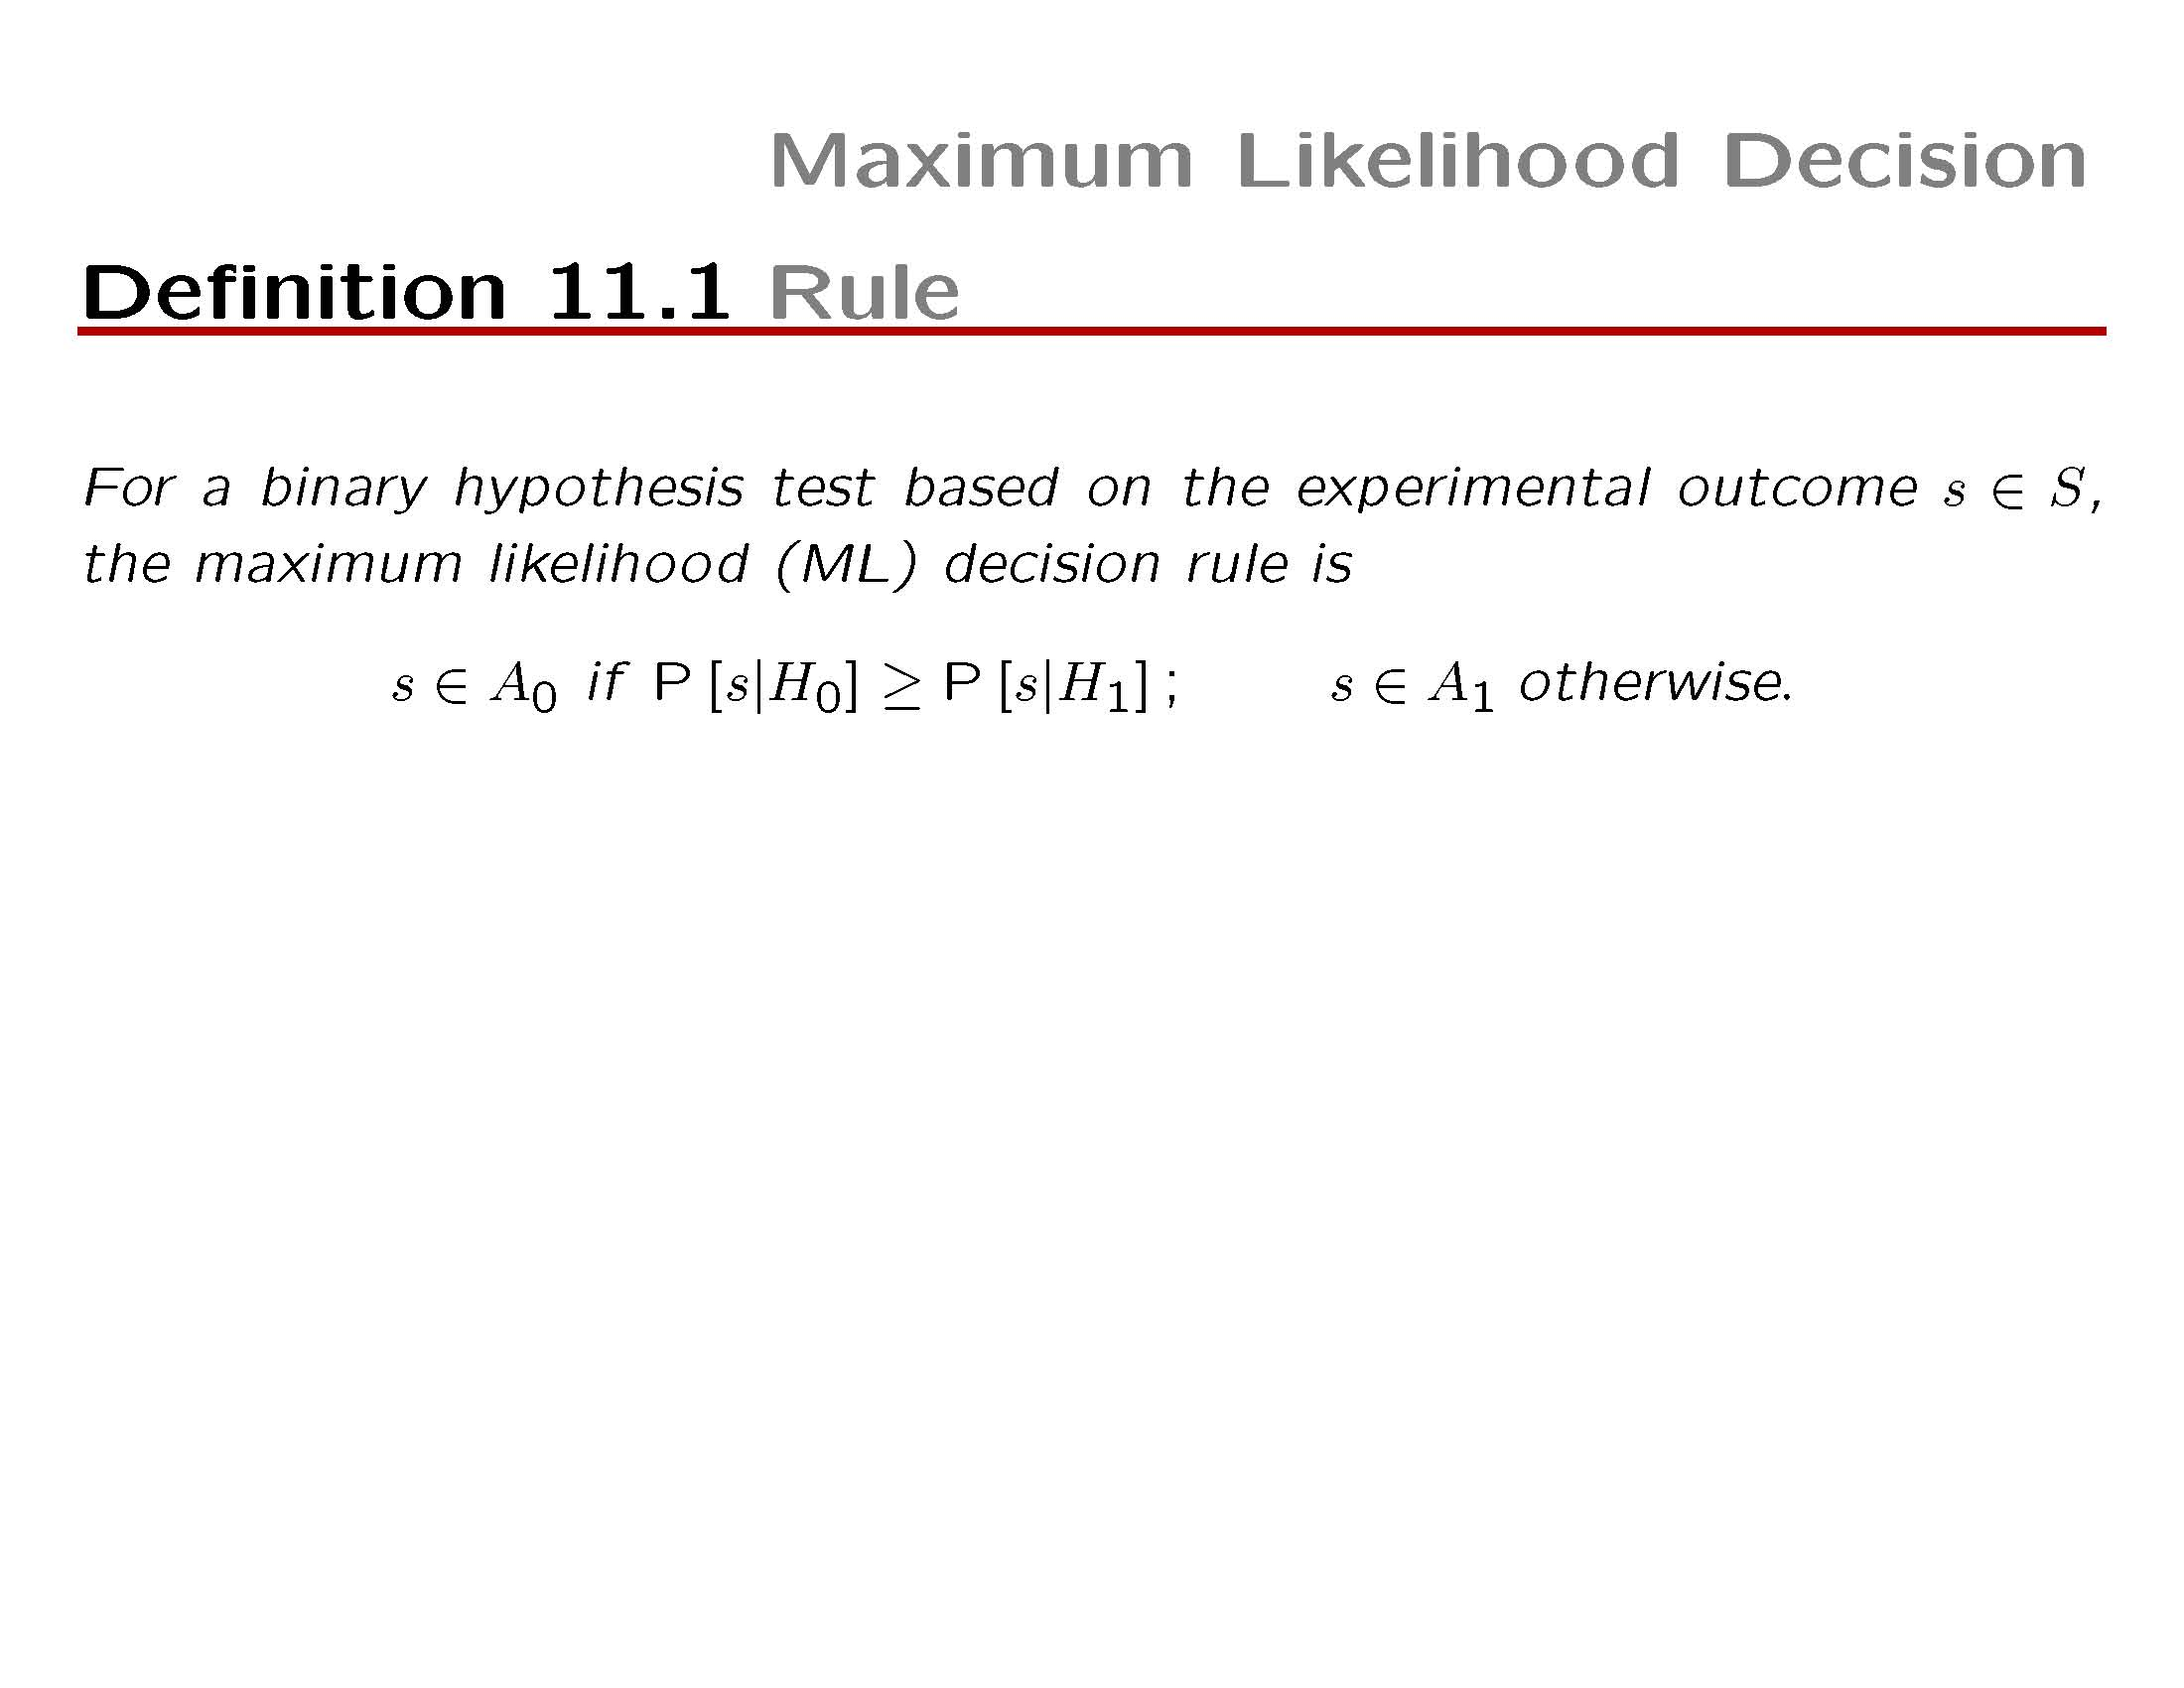 Maximum Likelihood Decision
Definition 11.1 Rule
For a binary hypothesis test based on the experimental outcome s ∈ S,
the maximum likelihood (ML) decision rule is
s ∈ A₀ if P [s|H₀] ≥ P [s|H₁] ; s ∈ A₁ otherwise.